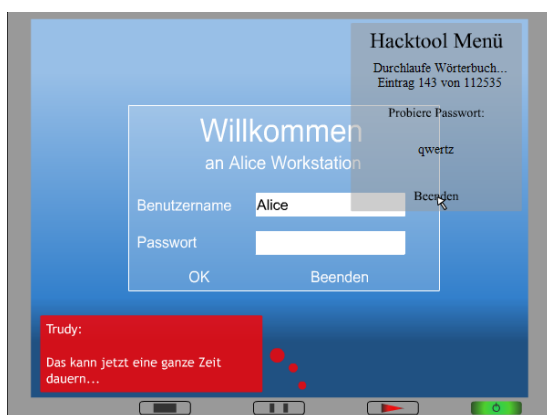 Hacktool Menü
Durchlaufe Wörterbuch...
Eintrag 143 von 112535
Probiere Passwort:
qwertz
Beenden
Willkommen
an Alice Workstation
Benutzername
Alice
Passwort
OK
Beenden
Trudy:
Das kann jetzt eine ganze Zeit
dauern...